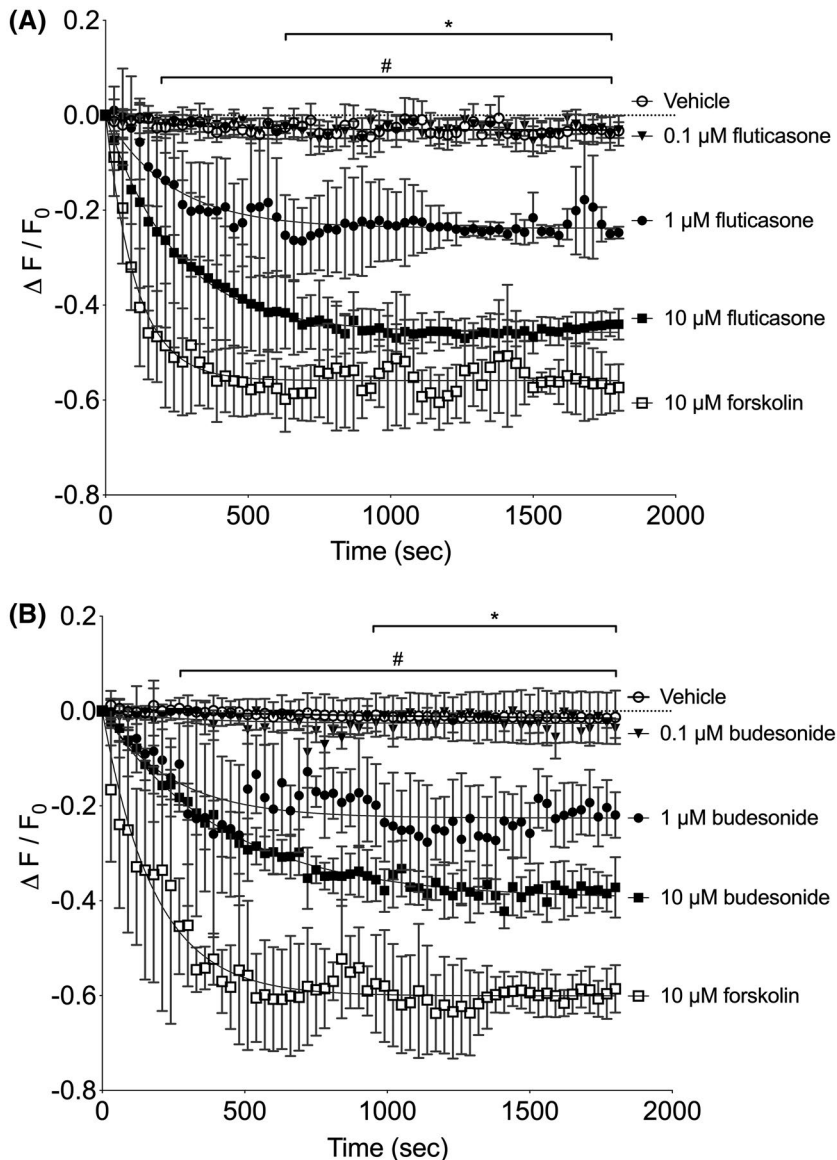 (A)
0.2
*
#
0.0
Vehicle
0.1 µM fluticasone
-0.2
1 µM fluticasone
Δ F / F0
-0.4
10 µM fluticasone
-0.6
10 µM forskolin
-0.8
0 500 1000 1500 2000
Time (sec)
(B)
0.2
*
#
0.0
Vehicle
0.1 µM budesonide
-0.2
1 µM budesonide
Δ F / F0
-0.4
10 µM budesonide
-0.6
10 µM forskolin
-0.8
0 500 1000 1500 2000
Time (sec)